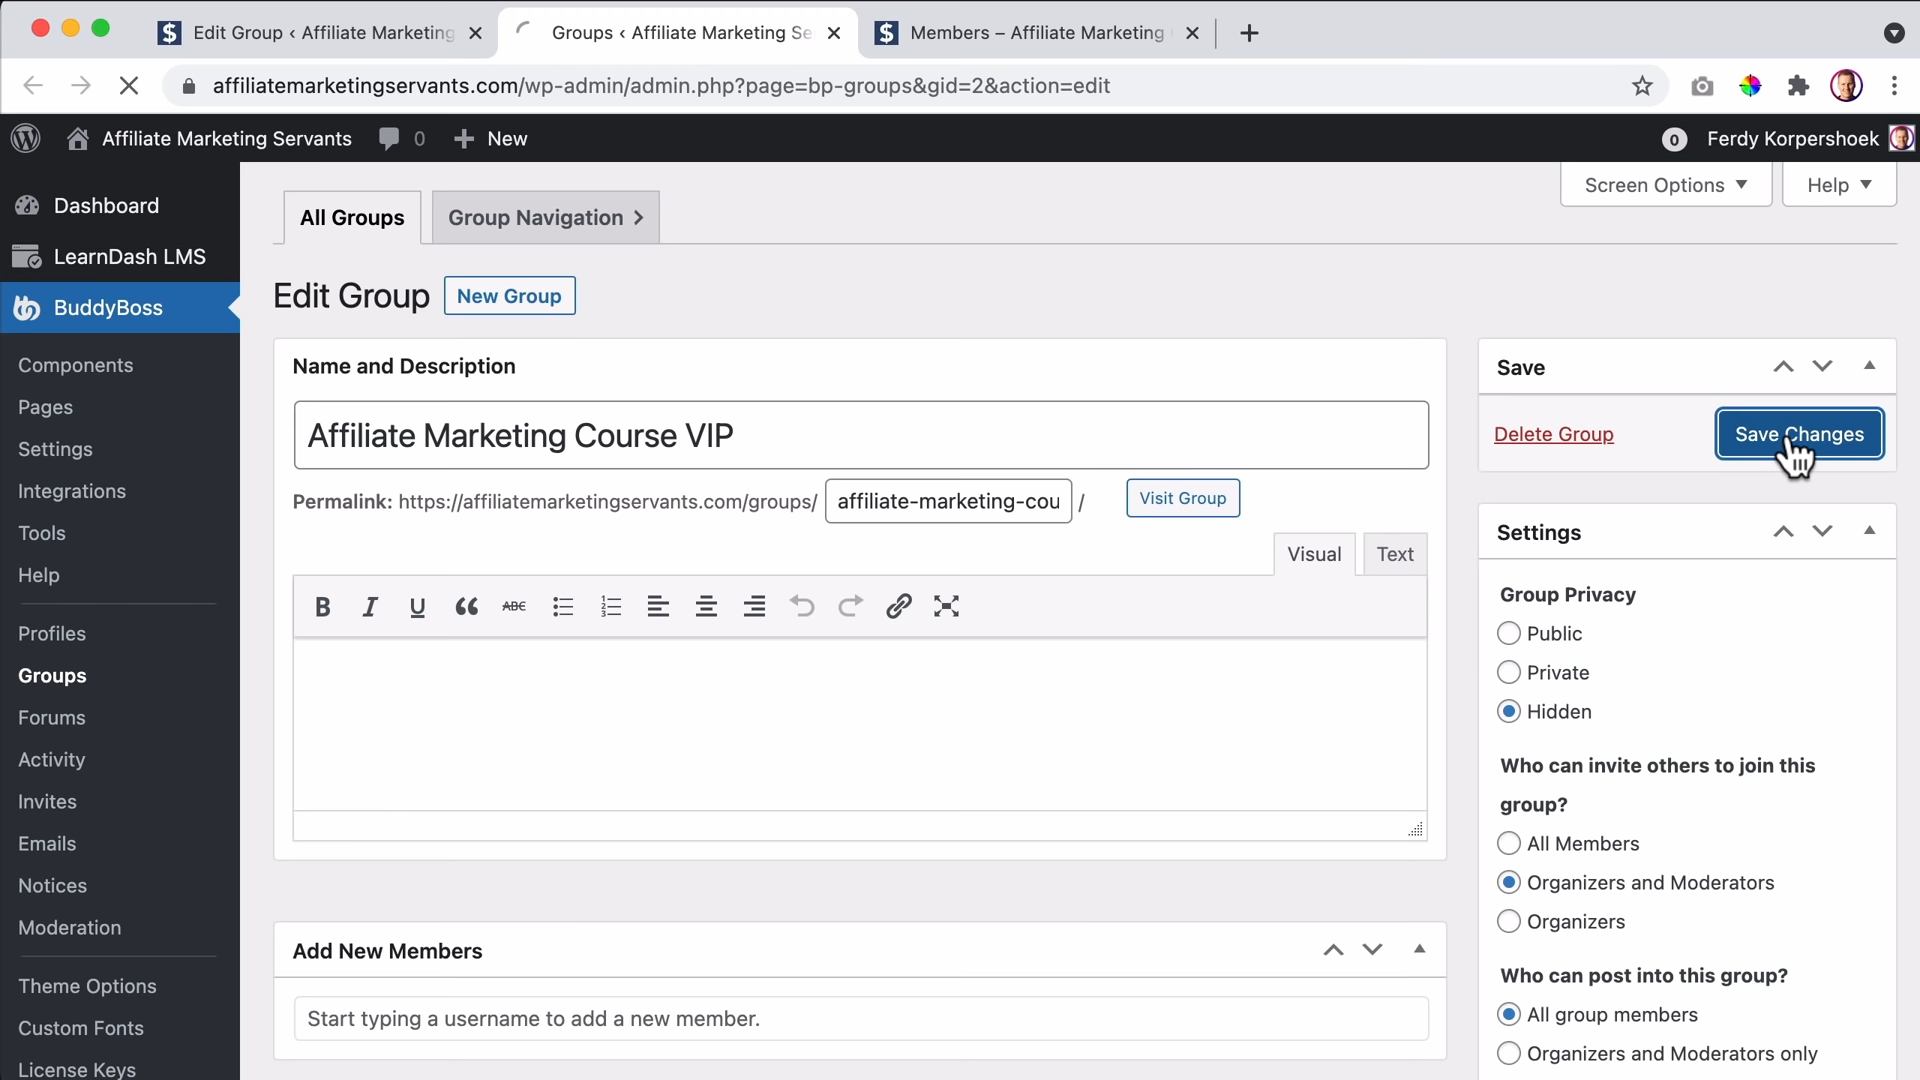 Edit Group ‹ Affiliate Marketing
Groups ‹ Affiliate Marketing Se
Members – Affiliate Marketing
affiliatemarketingservants.com/wp-admin/admin.php?page=bp-groups&gid=2&action=edit
Affiliate Marketing Servants
0
New
0
Ferdy Korpershoek
Dashboard
LearnDash LMS
BuddyBoss
Components
Pages
Settings
Integrations
Tools
Help
Profiles
Groups
Forums
Activity
Invites
Emails
Notices
Moderation
Theme Options
Custom Fonts
License Keys
Screen Options
Help
All Groups
Group Navigation
Edit Group
New Group
Name and Description
Affiliate Marketing Course VIP
Permalink: https://affiliatemarketingservants.com/groups/ affiliate-marketing-cou /
Visit Group
Visual
Text
B I U ABC
Add New Members
Start typing a username to add a new member.
Save
Delete Group
Save Changes
Settings
Group Privacy
Public
Private
Hidden
Who can invite others to join this
group?
All Members
Organizers and Moderators
Organizers
Who can post into this group?
All group members
Organizers and Moderators only